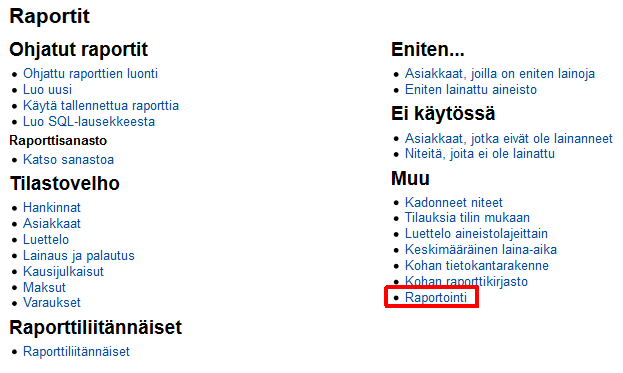 Raportit
Ohjatut raportit
Ohjattu raporttien luonti
Luo uusi
Käytä tallennettua raporttia
Luo SQL-lausekkeesta
Raporttisanasto
Katso sanastoa
Tilastovelho
Hankinnat
Asiakkaat
Luettelo
Lainaus ja palautus
Kausijulkaisut
Maksut
Varaukset
Raporttiliitännäiset
Raporttiliitännäiset
Eniten...
Asiakkaat, joilla on eniten lainoja
Eniten lainattu aineisto
Ei käytössä
Asiakkaat, jotka eivät ole lainanneet
Niteitä, joita ei ole lainattu
Muu
Kadonneet niteet
Tilauksia tilin mukaan
Luettelo aineistolajeittain
Keskimääräinen laina-aika
Kohan tietokantarakenne
Kohan raporttikirjasto
Raportointi